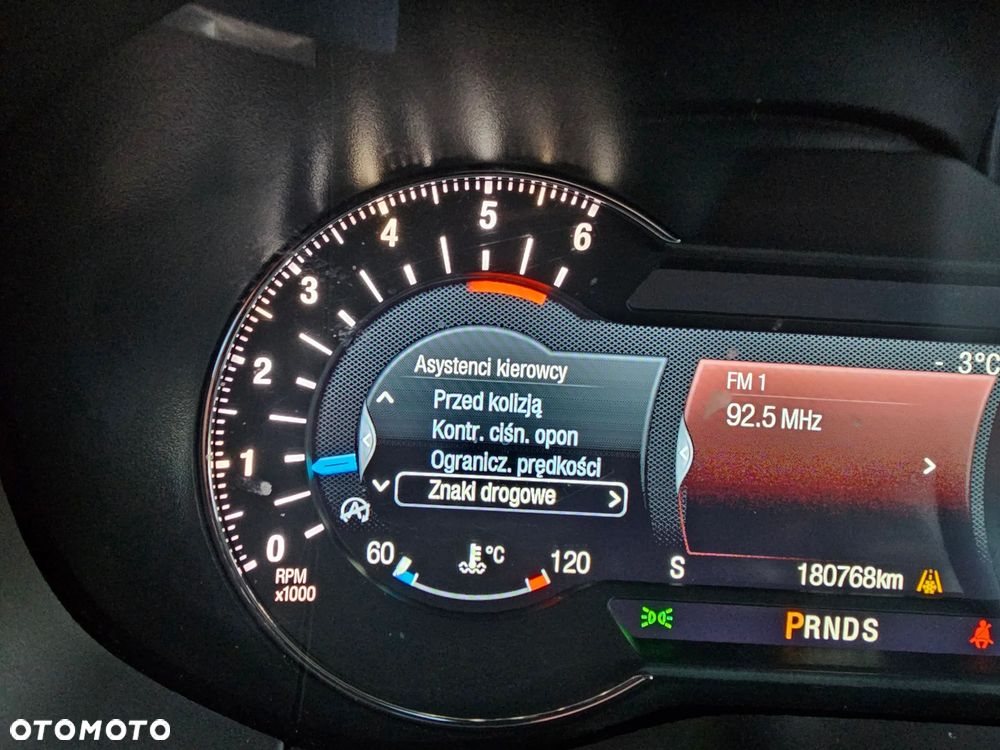 0
1
2
3
4
5
6
RPM
x1000
Asystenci kierowcy
Przed kolizją
Kontr. ciśn. opon
Ogranicz. prędkości
Znaki drogowe
A
60 °C 120
- 3°C
FM 1
92.5 MHz
S 180768km
PRNDS
OTOMOTO